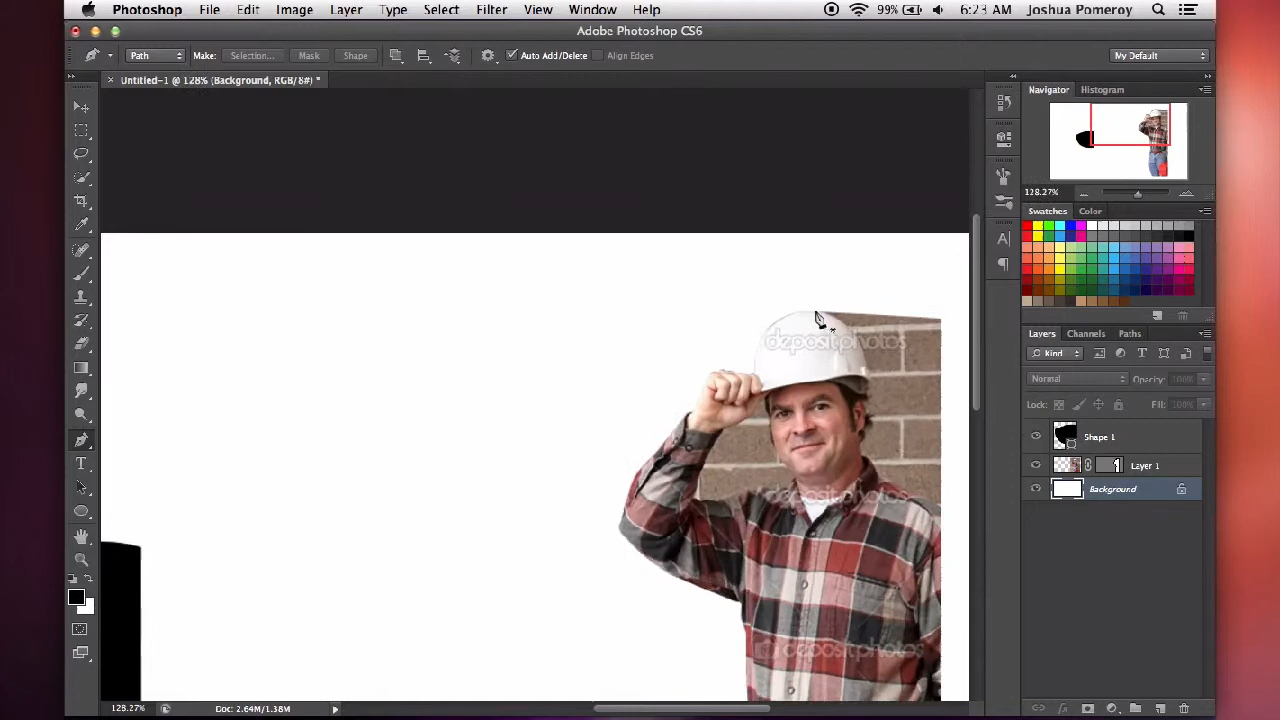 Photoshop File Edit Image Layer Type Select Filter View Window Help 99% 6:23 AM Joshua Pomeroy
Adobe Photoshop CS6
Path Make: Selection... Mask Shape Auto Add/Delete Align Edges My Default
× Untitled-1 @ 128% (Background, RGB/8#) *
Navigator Histogram
128.27%
Swatches Color
Layers Channels Paths
Kind
Normal Opacity: 100%
Lock: Fill: 100%
Shape 1
Layer 1
Background
depositphotos
depositphotos
depositphotos
128.27% Doc: 2.64M/1.38M